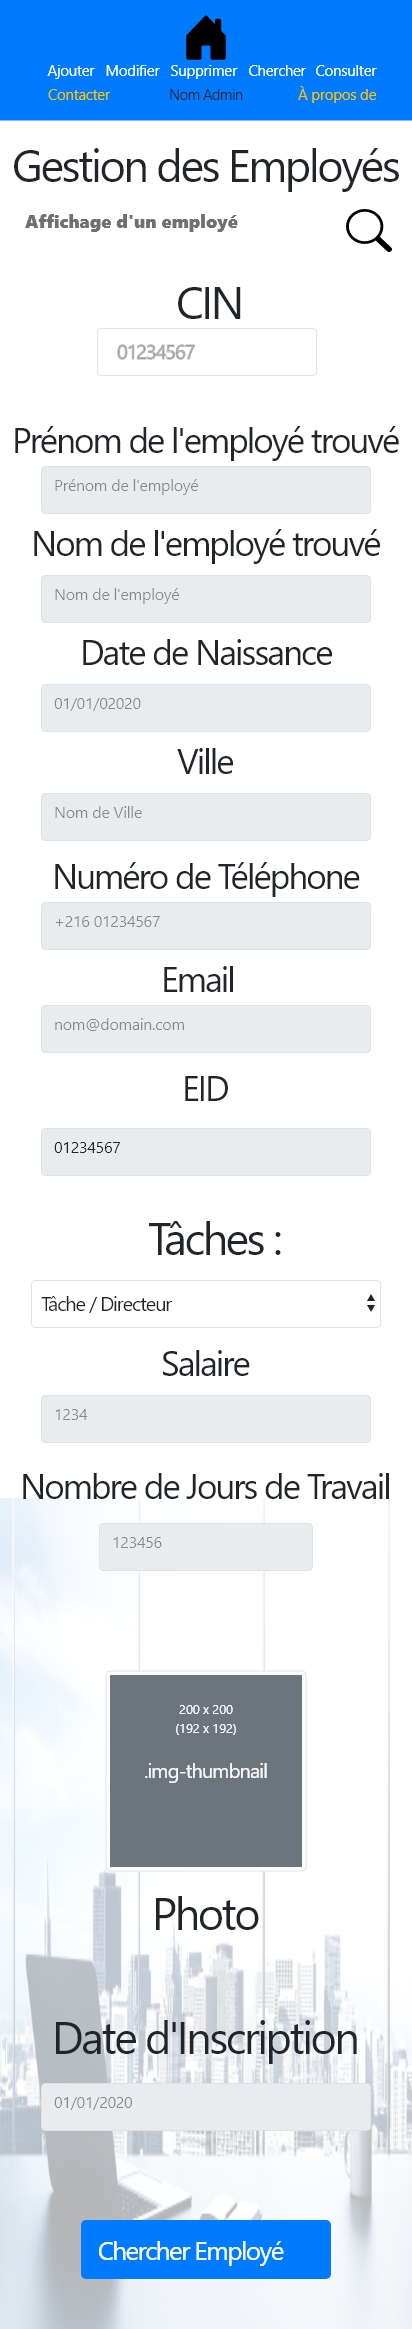 Ajouter Modifier Supprimer Chercher Consulter
Contacter Nom Admin À propos de
Gestion des Employés
Affichage d'un employé
CIN
01234567
Prénom de l'employé trouvé
Prénom de l'employé
Nom de l'employé trouvé
Nom de l'employé
Date de Naissance
01/01/02020
Ville
Nom de Ville
Numéro de Téléphone
+216 01234567
Email
nom@domain.com
EID
01234567
Tâches :
Tâche / Directeur
Salaire
1234
Nombre de Jours de Travail
123456
200 x 200
(192 x 192)
.img-thumbnail
Photo
Date d'Inscription
01/01/2020
Chercher Employé